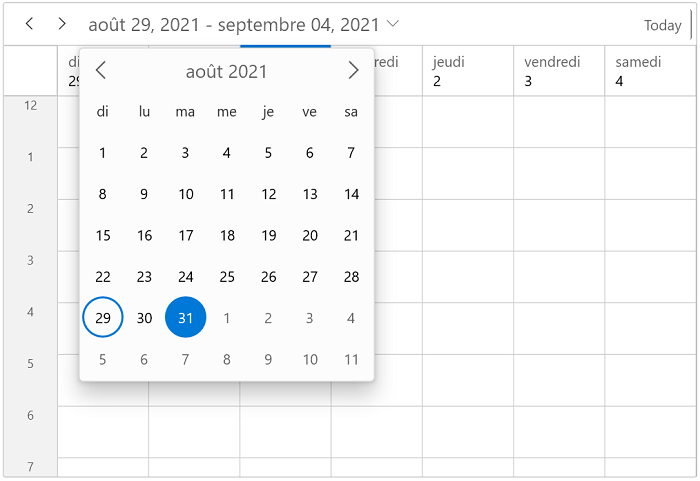 août 29, 2021 - septembre 04, 2021
Today
di
29
redi
jeudi
2
vendredi
3
samedi
4
août 2021
di lu ma me je ve sa
1 2 3 4 5 6 7
8 9 10 11 12 13 14
15 16 17 18 19 20 21
22 23 24 25 26 27 28
29 30 31 1 2 3 4
5 6 7 8 9 10 11
12
1
2
3
4
5
6
7